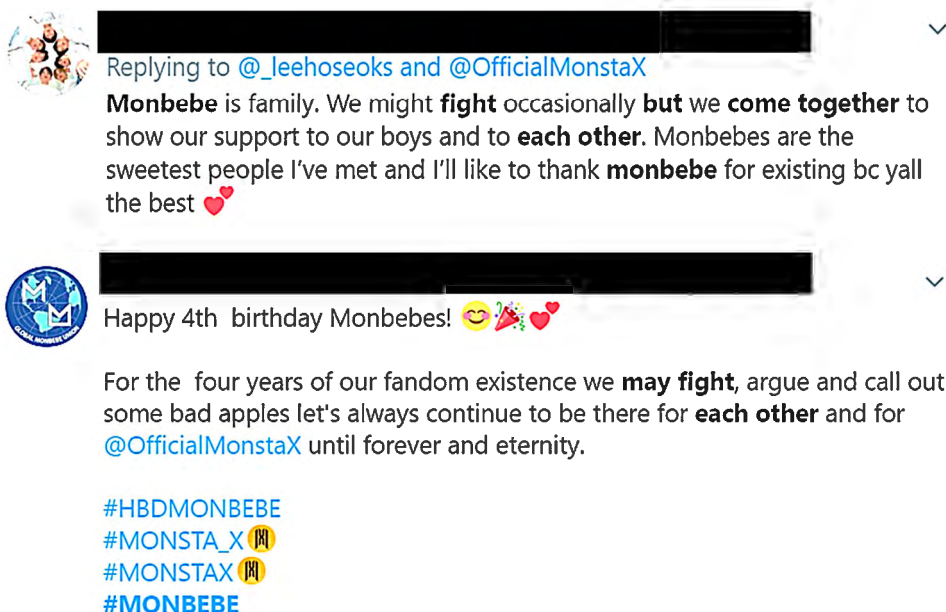 Replying to @_leehoseoks and @OfficialMonstaX
Monbebe is family. We might fight occasionally but we come together to
show our support to our boys and to each other. Monbebes are the
sweetest people I've met and I'll like to thank monbebe for existing bc yall
the best 💕
M M
GLOBAL MONBEBE UNION
Happy 4th birthday Monbebes! 😊🎉💕
For the four years of our fandom existence we may fight, argue and call out
some bad apples let's always continue to be there for each other and for
@OfficialMonstaX until forever and eternity.
#HBDMONBEBE
#MONSTA_X
#MONSTAX
#MONBEBE